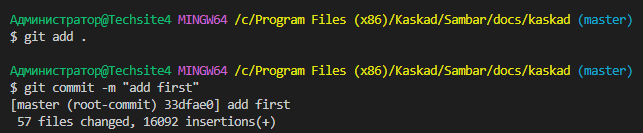 Администратор@Techsite4 MINGW64 /c/Program Files (x86)/Kaskad/Sambar/docs/kaskad (master)
$ git add .
Администратор@Techsite4 MINGW64 /c/Program Files (x86)/Kaskad/Sambar/docs/kaskad (master)
$ git commit -m "add first"
[master (root-commit) 33dfae0] add first
 57 files changed, 16092 insertions(+)